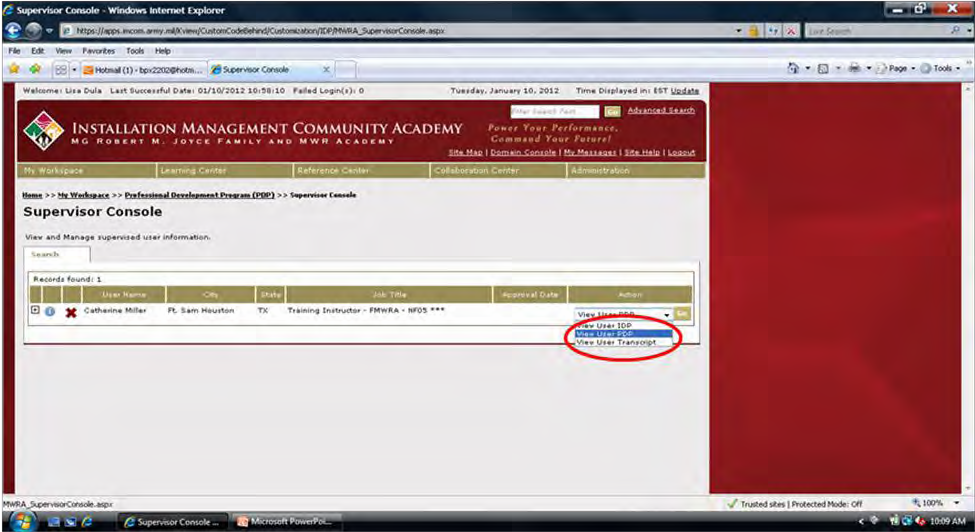 Supervisor Console - Windows Internet Explorer
https://apps.imcom.army.mil/Kview/CustomCodeBehind/Customization/IDP/MWRA_SupervisorConsole.aspx
Live Search
File Edit View Favorites Tools Help
Hotmail (1) - bpx2202@hotm... Supervisor Console X Page Tools
Welcome: Lisa Dula Last Successful Date: 01/10/2012 10:58:10 Failed Login(s): 0 Tuesday, January 10, 2012 Time Displayed in: EST Update
Enter Search Text Go Advanced Search
INSTALLATION MANAGEMENT COMMUNITY ACADEMY
MG ROBERT M. JOYCE FAMILY AND MWR ACADEMY
Power Your Performance,
Command Your Future!
Site Map | Domain Console | My Messages | Site Help | Logout
My Workspace Learning Center Reference Center Collaboration Center Administration
Home >> My Workspace >> Professional Development Program (PDP) >> Supervisor Console
Supervisor Console
View and Manage supervised user information.
Search
Records found: 1
User Name City State Job Title Approval Date Action
Catherine Miller Ft. Sam Houston TX Training Instructor - FMWRA - NF05 *** View User PDP Go
View User IDP
View User PDP
View User Transcript
MWRA_SupervisorConsole.aspx Trusted sites | Protected Mode: Off 100%
Supervisor Console ... Microsoft PowerPoi... 10:09 AM